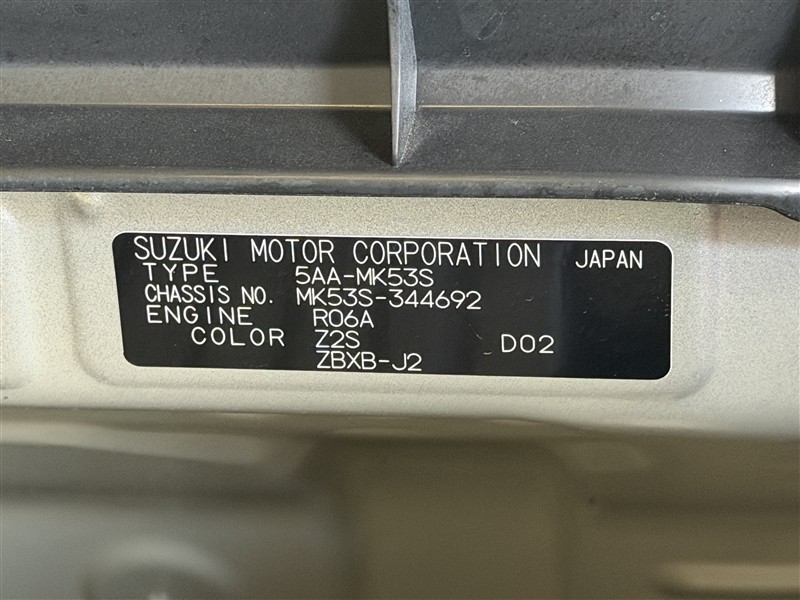 SUZUKI MOTOR CORPORATION JAPAN
TYPE 5AA-MK53S
CHASSIS NO. MK53S-344692
ENGINE R06A
COLOR Z2S D02
ZBXB-J2